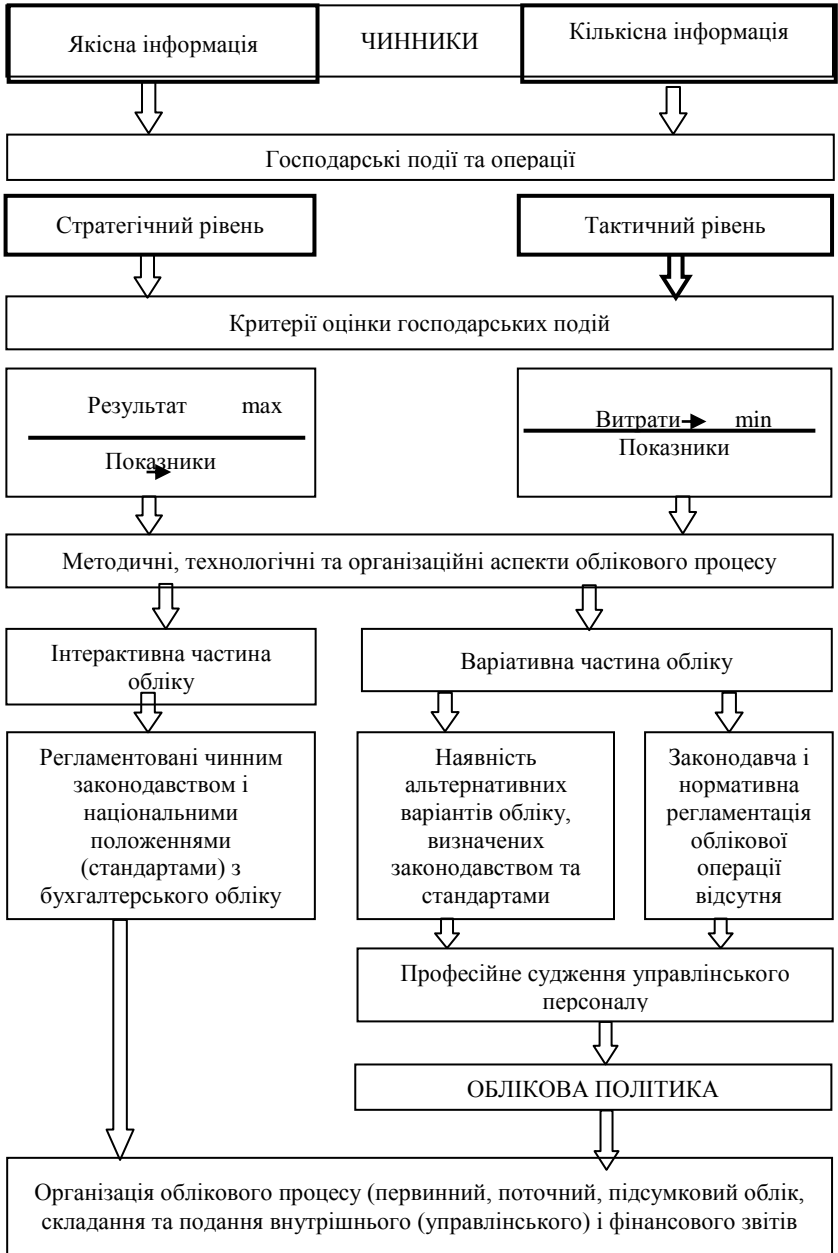 Якісна інформація
ЧИННИКИ
Кількісна інформація
Господарські події та операції
Стратегічний рівень
Тактичний рівень
Критерії оцінки господарських подій
Результат max
Показники
Витрати → min
Показники
Методичні, технологічні та організаційні аспекти облікового процесу
Інтерактивна частина
обліку
Варіативна частина обліку
Регламентовані чинним
законодавством і
національними
положеннями
(стандартами) з
бухгалтерського обліку
Наявність
альтернативних
варіантів обліку,
визначених
законодавством та
стандартами
Законодавча і
нормативна
регламентація
облікової
операції
відсутня
Професійне судження управлінського
персоналу
ОБЛІКОВА ПОЛІТИКА
Організація облікового процесу (первинний, поточний, підсумковий облік,
складання та подання внутрішнього (управлінського) і фінансового звітів